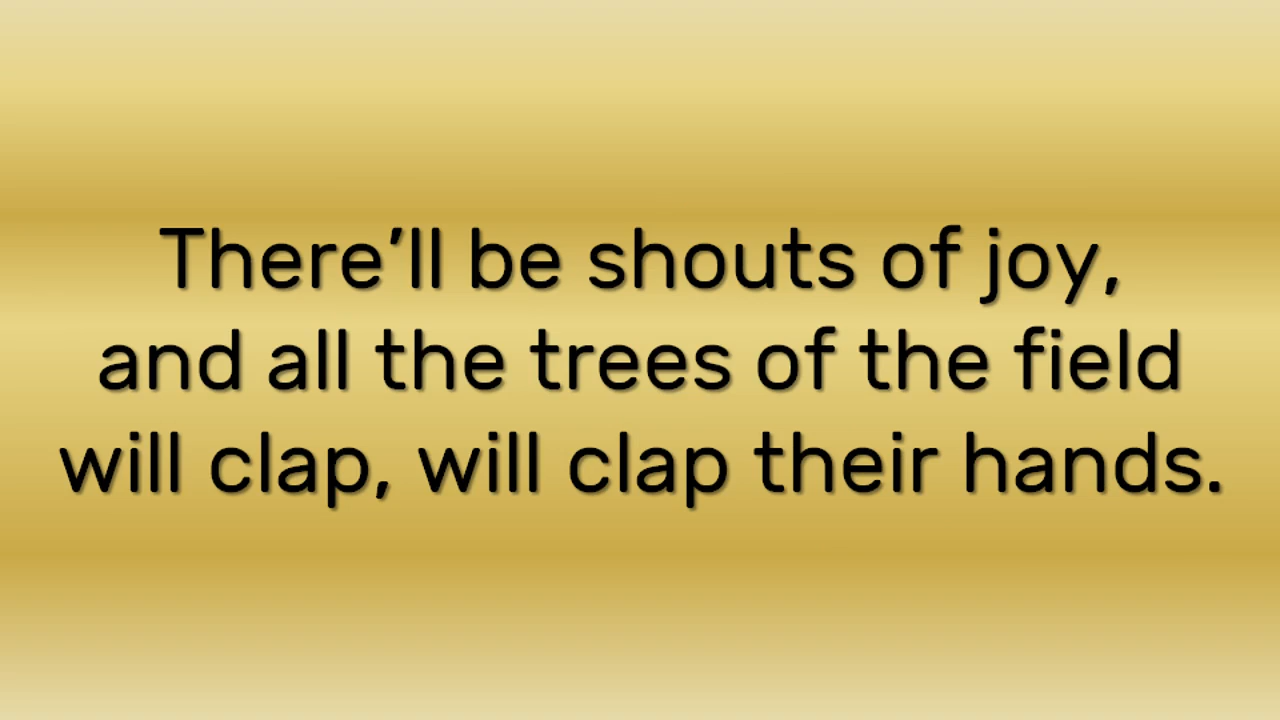 There’ll be shouts of joy,
and all the trees of the field
will clap, will clap their hands.